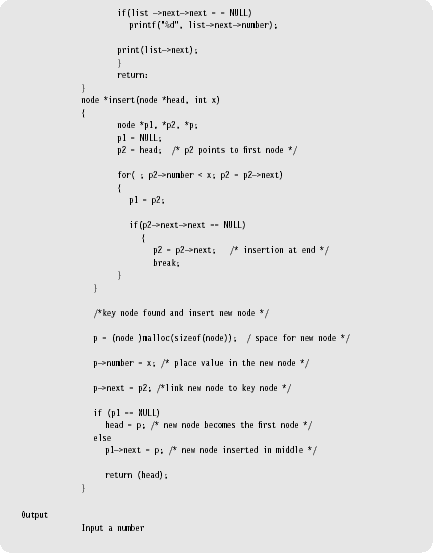 if(list ->next->next = = NULL)
printf("%d", list->next->number);
print(list->next);
}
return:
}
node *insert(node *head, int x)
{
node *p1, *p2, *p;
p1 = NULL;
p2 = head; /* p2 points to first node */
for( ; p2->number < x; p2 = p2->next)
{
p1 = p2;
if(p2->next->next == NULL)
{
p2 = p2->next; /* insertion at end */
break;
}
}
/*key node found and insert new node */
p = (node )malloc(sizeof(node)); / space for new node */
p->number = x; /* place value in the new node */
p->next = p2; /*link new node to key node */
if (p1 == NULL)
head = p; /* new node becomes the first node */
else
p1->next = p; /* new node inserted in middle */
return (head);
}
Output
Input a number